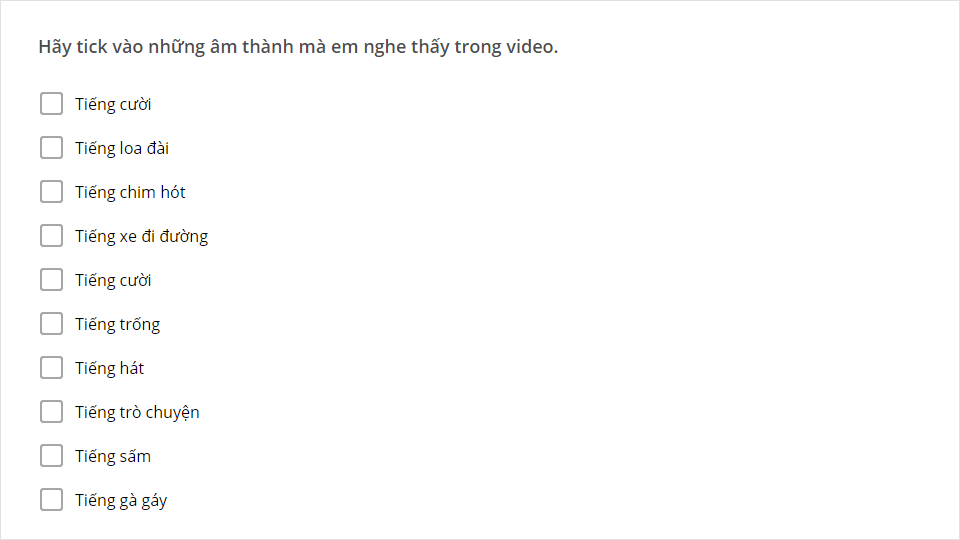 Hãy tick vào những âm thành mà em nghe thấy trong video.
Tiếng cười
Tiếng loa đài
Tiếng chim hót
Tiếng xe đi đường
Tiếng cười
Tiếng trống
Tiếng hát
Tiếng trò chuyện
Tiếng sấm
Tiếng gà gáy